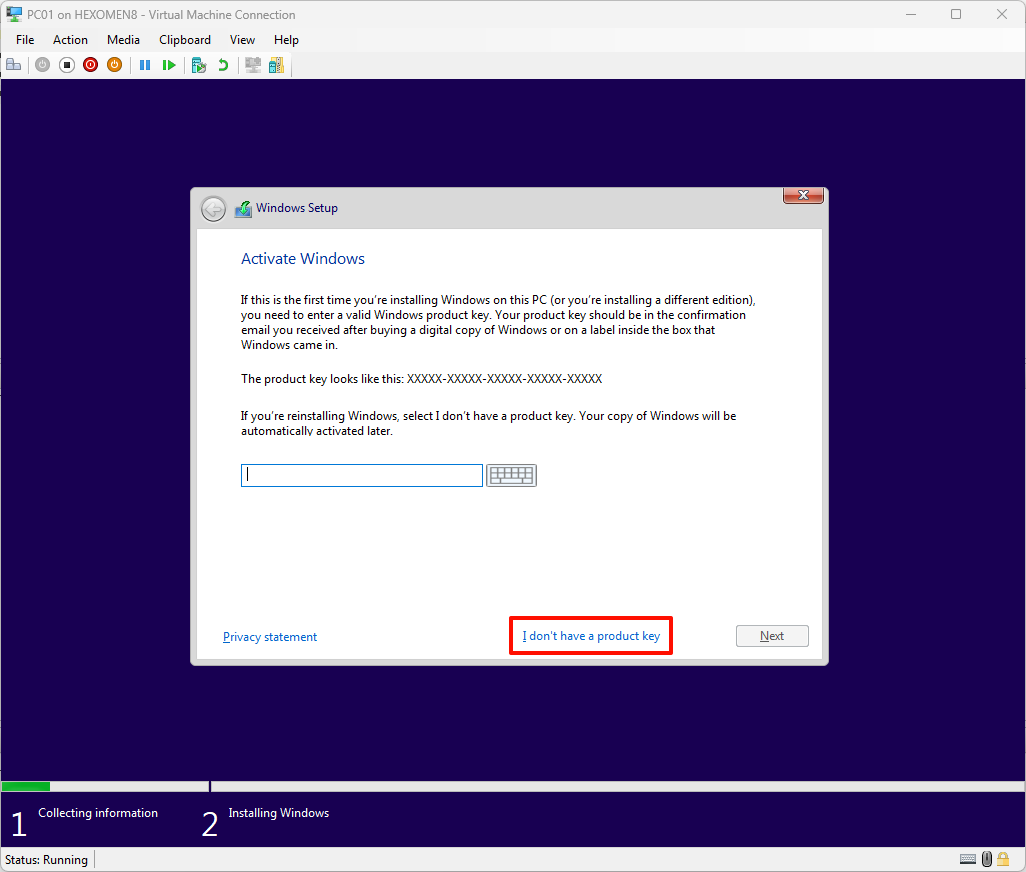 PC01 on HEXOMEN8 - Virtual Machine Connection
File Action Media Clipboard View Help
Windows Setup
Activate Windows
If this is the first time you're installing Windows on this PC (or you're installing a different edition),
you need to enter a valid Windows product key. Your product key should be in the confirmation
email you received after buying a digital copy of Windows or on a label inside the box that
Windows came in.
The product key looks like this: XXXXX-XXXXX-XXXXX-XXXXX-XXXXX
If you're reinstalling Windows, select I don't have a product key. Your copy of Windows will be
automatically activated later.
Privacy statement
I don't have a product key
Next
1 Collecting information
2 Installing Windows
Status: Running